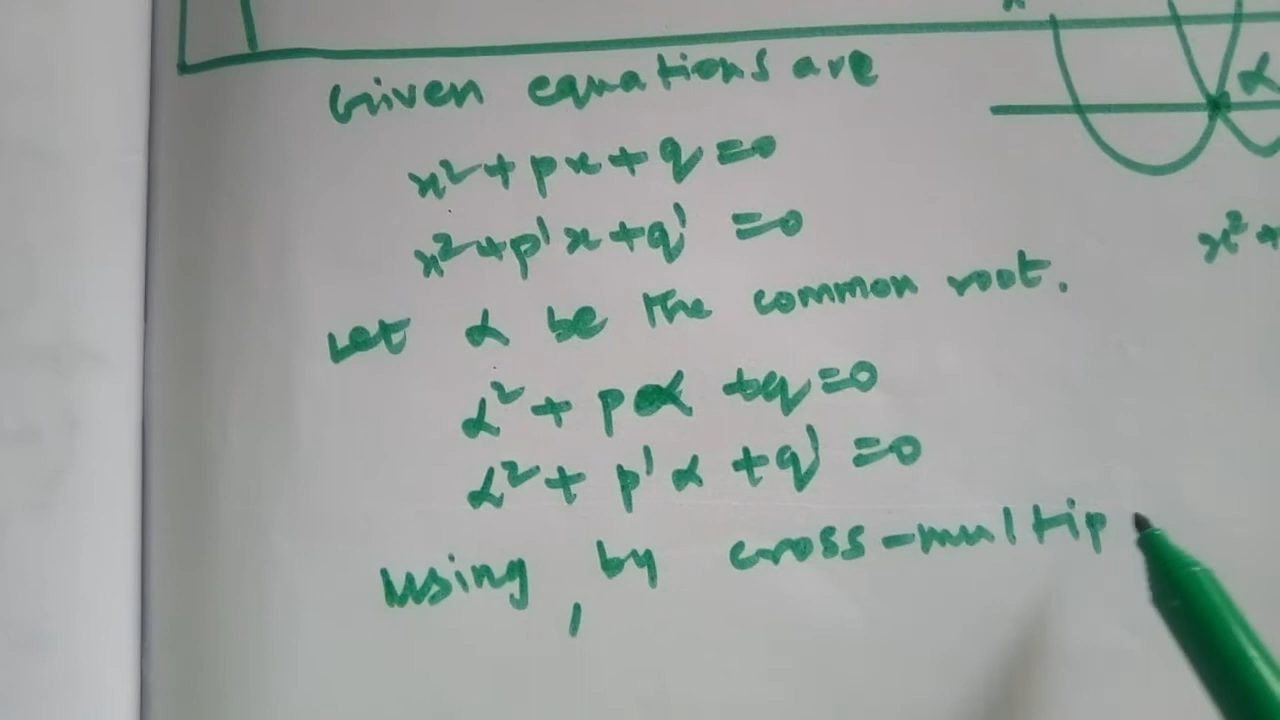 Given equations are
x²+px+q=0
x²+p'x+q'=0
Let α be the common root.
α²+pα+q=0
α²+p'α+q'=0
using, by cross-multip
α
x²+